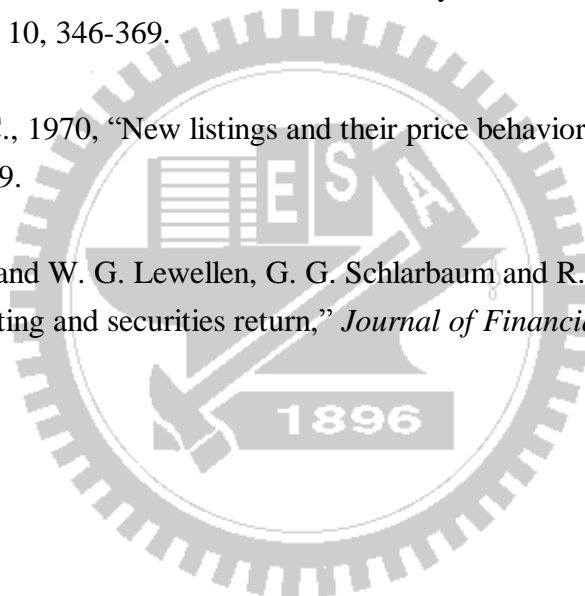 10, 346-369.
C., 1970, “New listings and their price behavior
9.
and W. G. Lewellen, G. G. Schlarbaum and R.
ting and securities return,” Journal of Financia
E S A
1896